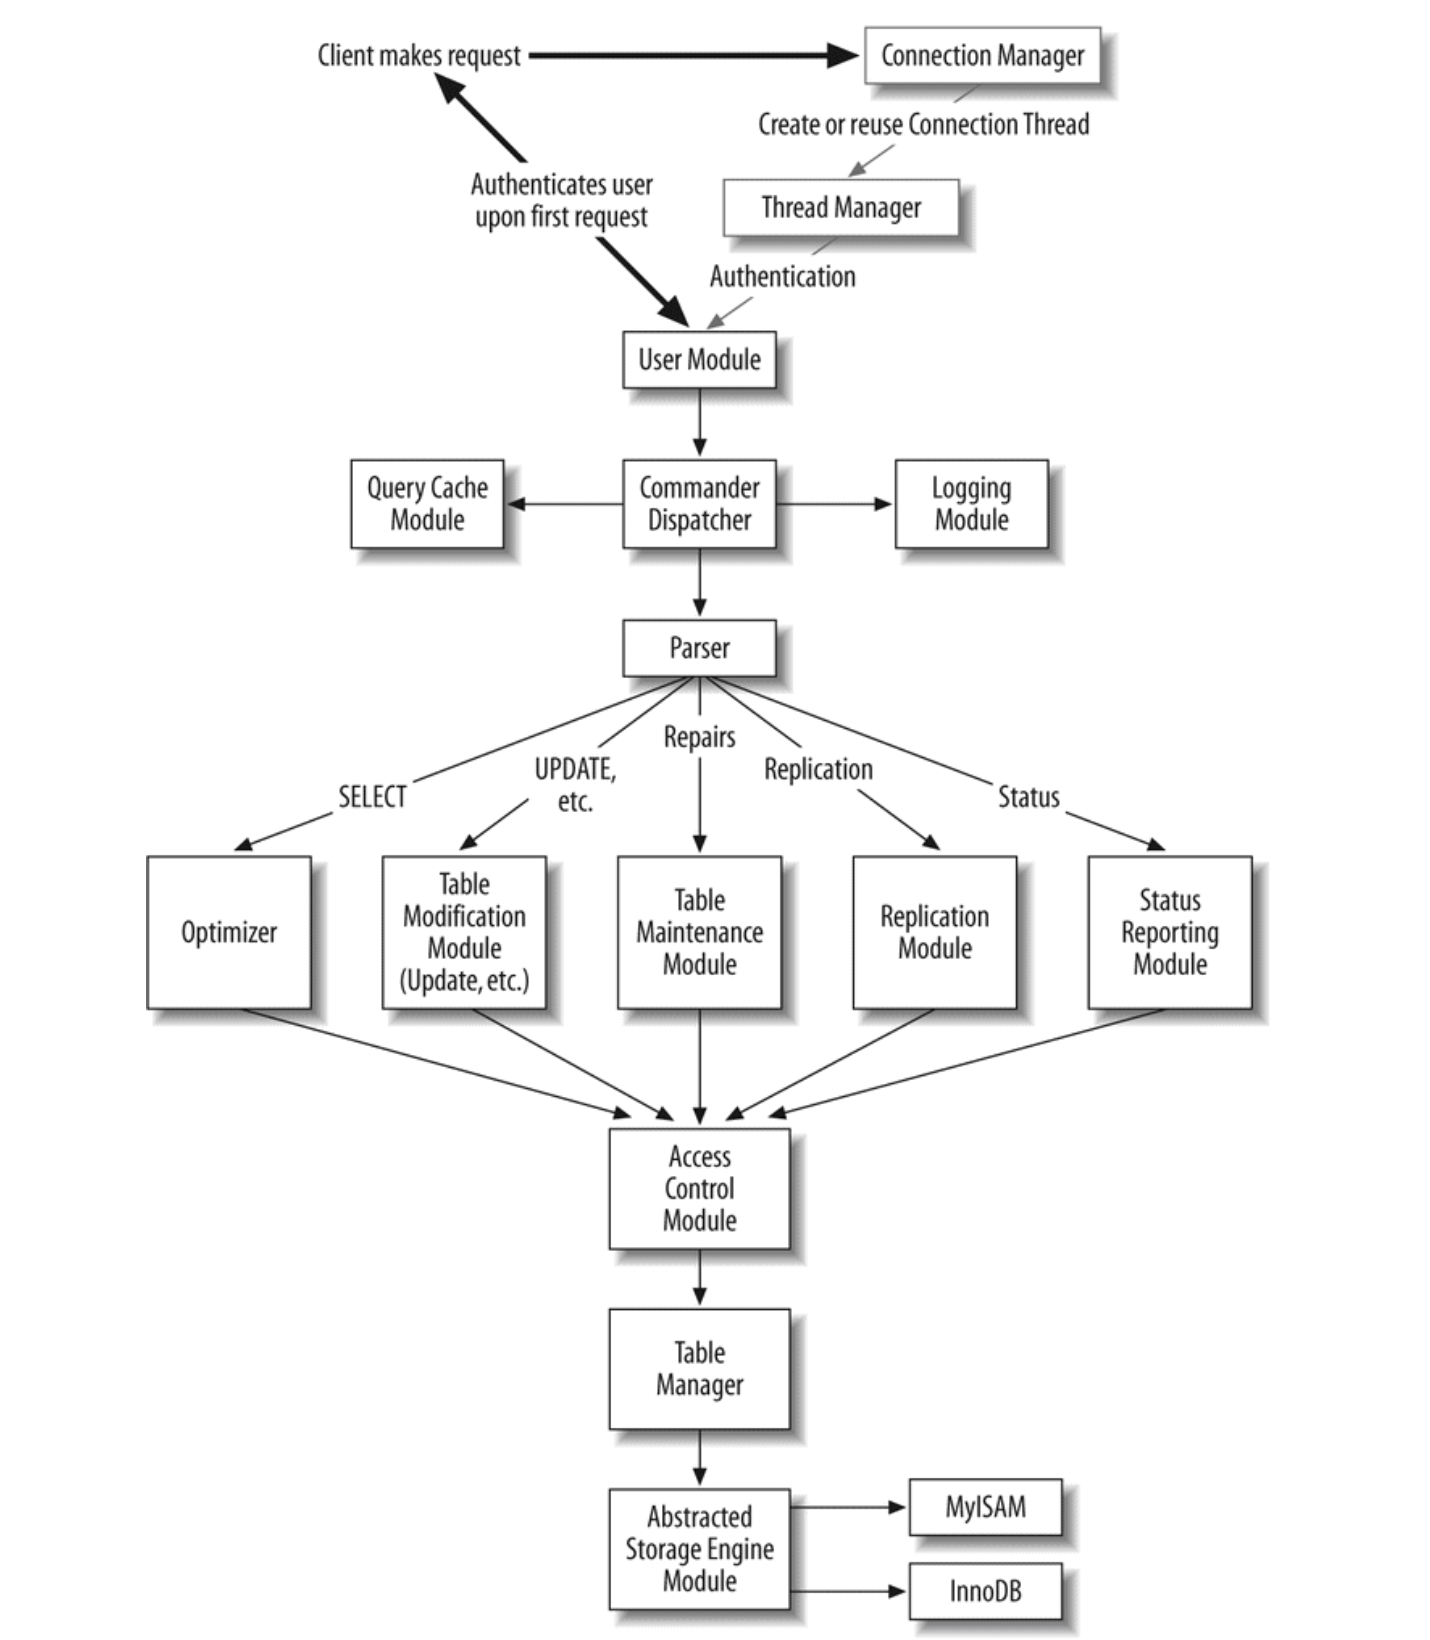 Client makes request
Connection Manager
Create or reuse Connection Thread
Authenticates user
upon first request
Thread Manager
Authentication
User Module
Query Cache
Module
Commander
Dispatcher
Logging
Module
Parser
SELECT
UPDATE,
etc.
Repairs
Replication
Status
Optimizer
Table
Modification
Module
(Update, etc.)
Table
Maintenance
Module
Replication
Module
Status
Reporting
Module
Access
Control
Module
Table
Manager
Abstracted
Storage Engine
Module
MyISAM
InnoDB